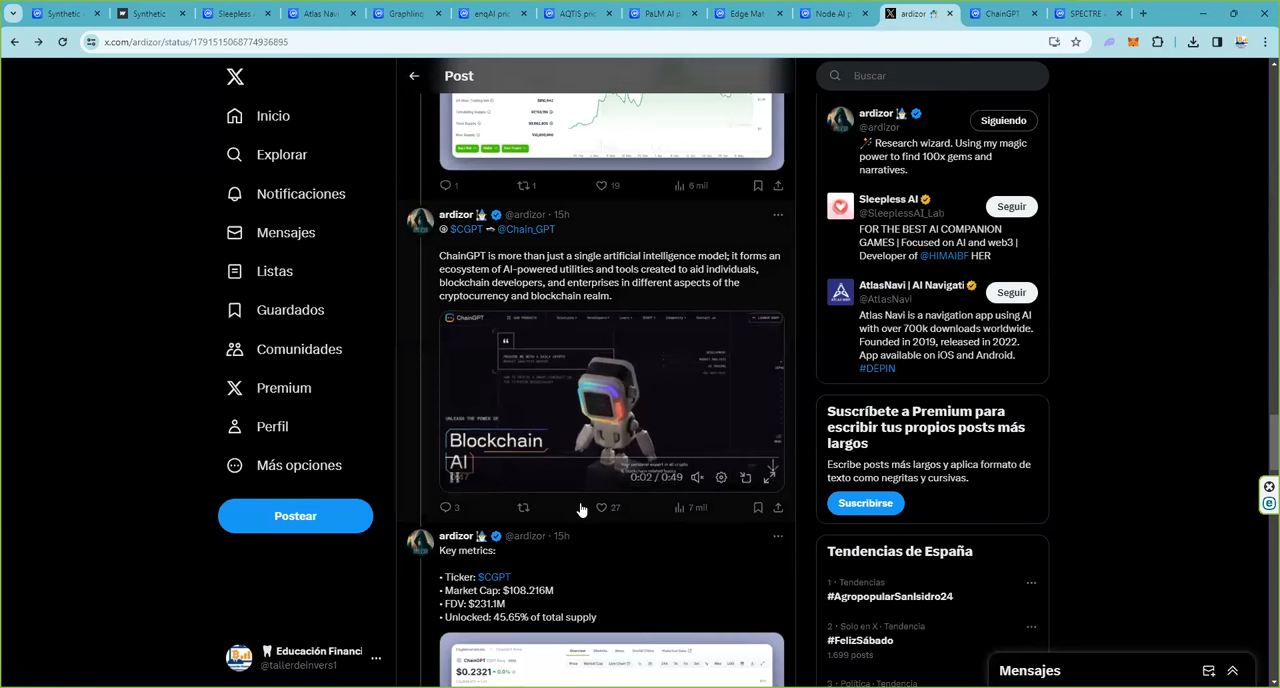 Synthetic
Synthetic
Sleepless A
Atlas Navi
Graphlinq
enqAI pric
AQTIS pric
PaLM AI p
Edge Mat
Node AI p
ardizor
ChainGPT
SPECTRE
x.com/ardizor/status/1791515068774936895
Inicio
Explorar
Notificaciones
Mensajes
Listas
Guardados
Comunidades
Premium
Perfil
Más opciones
Postear
Educación Financi
@tallerdeinvers1
Post
1
1
19
6 mil
ardizor @ardizor · 15h
$CGPT @Chain_GPT
ChainGPT is more than just a single artificial intelligence model; it forms an
ecosystem of AI-powered utilities and tools created to aid individuals,
blockchain developers, and enterprises in different aspects of the
cryptocurrency and blockchain realm.
ChainGPT
UNLEASH THE POWER OF
Blockchain
AI
0:02 / 0:49
3
27
7 mil
ardizor @ardizor · 15h
Key metrics:
• Ticker: $CGPT
• Market Cap: $108.216M
• FDV: $231.1M
• Unlocked: 45.65% of total supply
ChainGPT
$0.2321
Buscar
ardizor
@ardizor
Siguiendo
Research wizard. Using my magic
power to find 100x gems and
narratives.
Sleepless AI
@SleeplessAI_Lab
Seguir
FOR THE BEST AI COMPANION
GAMES | Focused on AI and web3 |
Developer of @HIMAIBF HER
AtlasNavi | AI Navigati
@AtlasNavi
Seguir
Atlas Navi is a navigation app using AI
with over 700k downloads worldwide.
Founded in 2019, released in 2022.
App available on iOS and Android.
#DEPIN
Suscríbete a Premium para
escribir tus propios posts más
largos
Escribe posts más largos y aplica formato de
texto como negritas y cursivas.
Suscribirse
Tendencias de España
1 · Tendencias
#AgropopularSanIsidro24
2 · Solo en X · Tendencia
#FelizSábado
1.699 posts
3 · Política · Tendencia
Mensajes